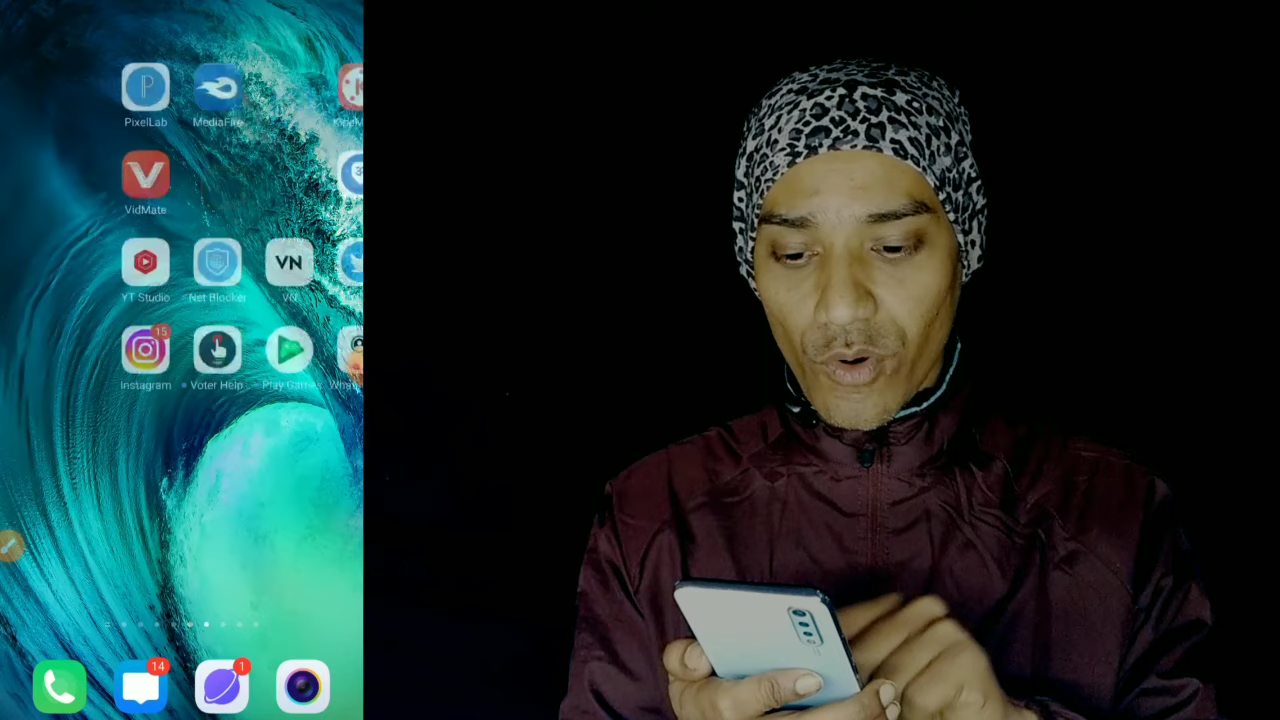 PixelLab MediaFire
VidMate
YT Studio Net Blocker VN
VN
15
Instagram Voter Help Play Games
14 1